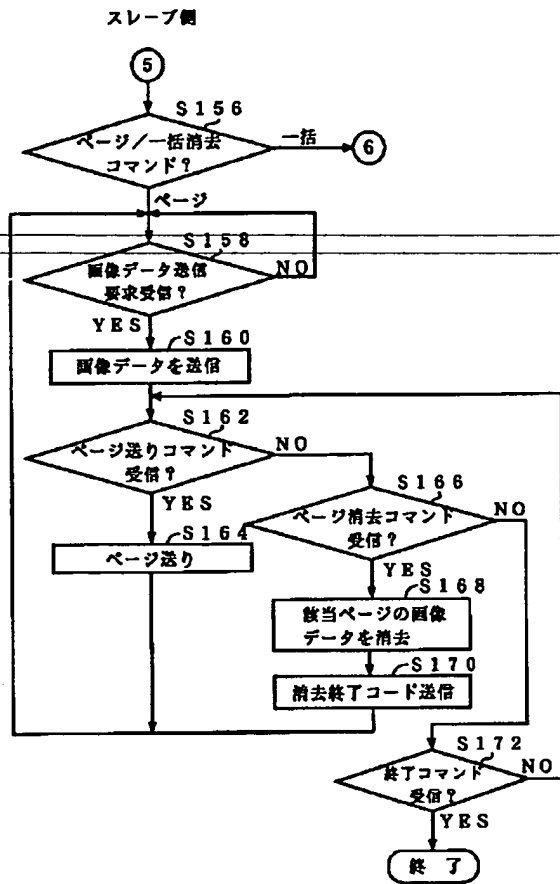 スレーブ側
5
S156
ページ/一括消去
コマンド?
一括
6
ページ
S158
画像データ送信
要求受信?
NO
YES
S160
画像データを送信
S162
ページ送りコマンド
受信?
NO
YES
S164
ページ送り
S166
ページ消去コマンド
受信?
NO
YES
S168
該当ページの画像
データを消去
S170
消去終了コード送信
S172
終了コマンド
受信?
NO
YES
終 了